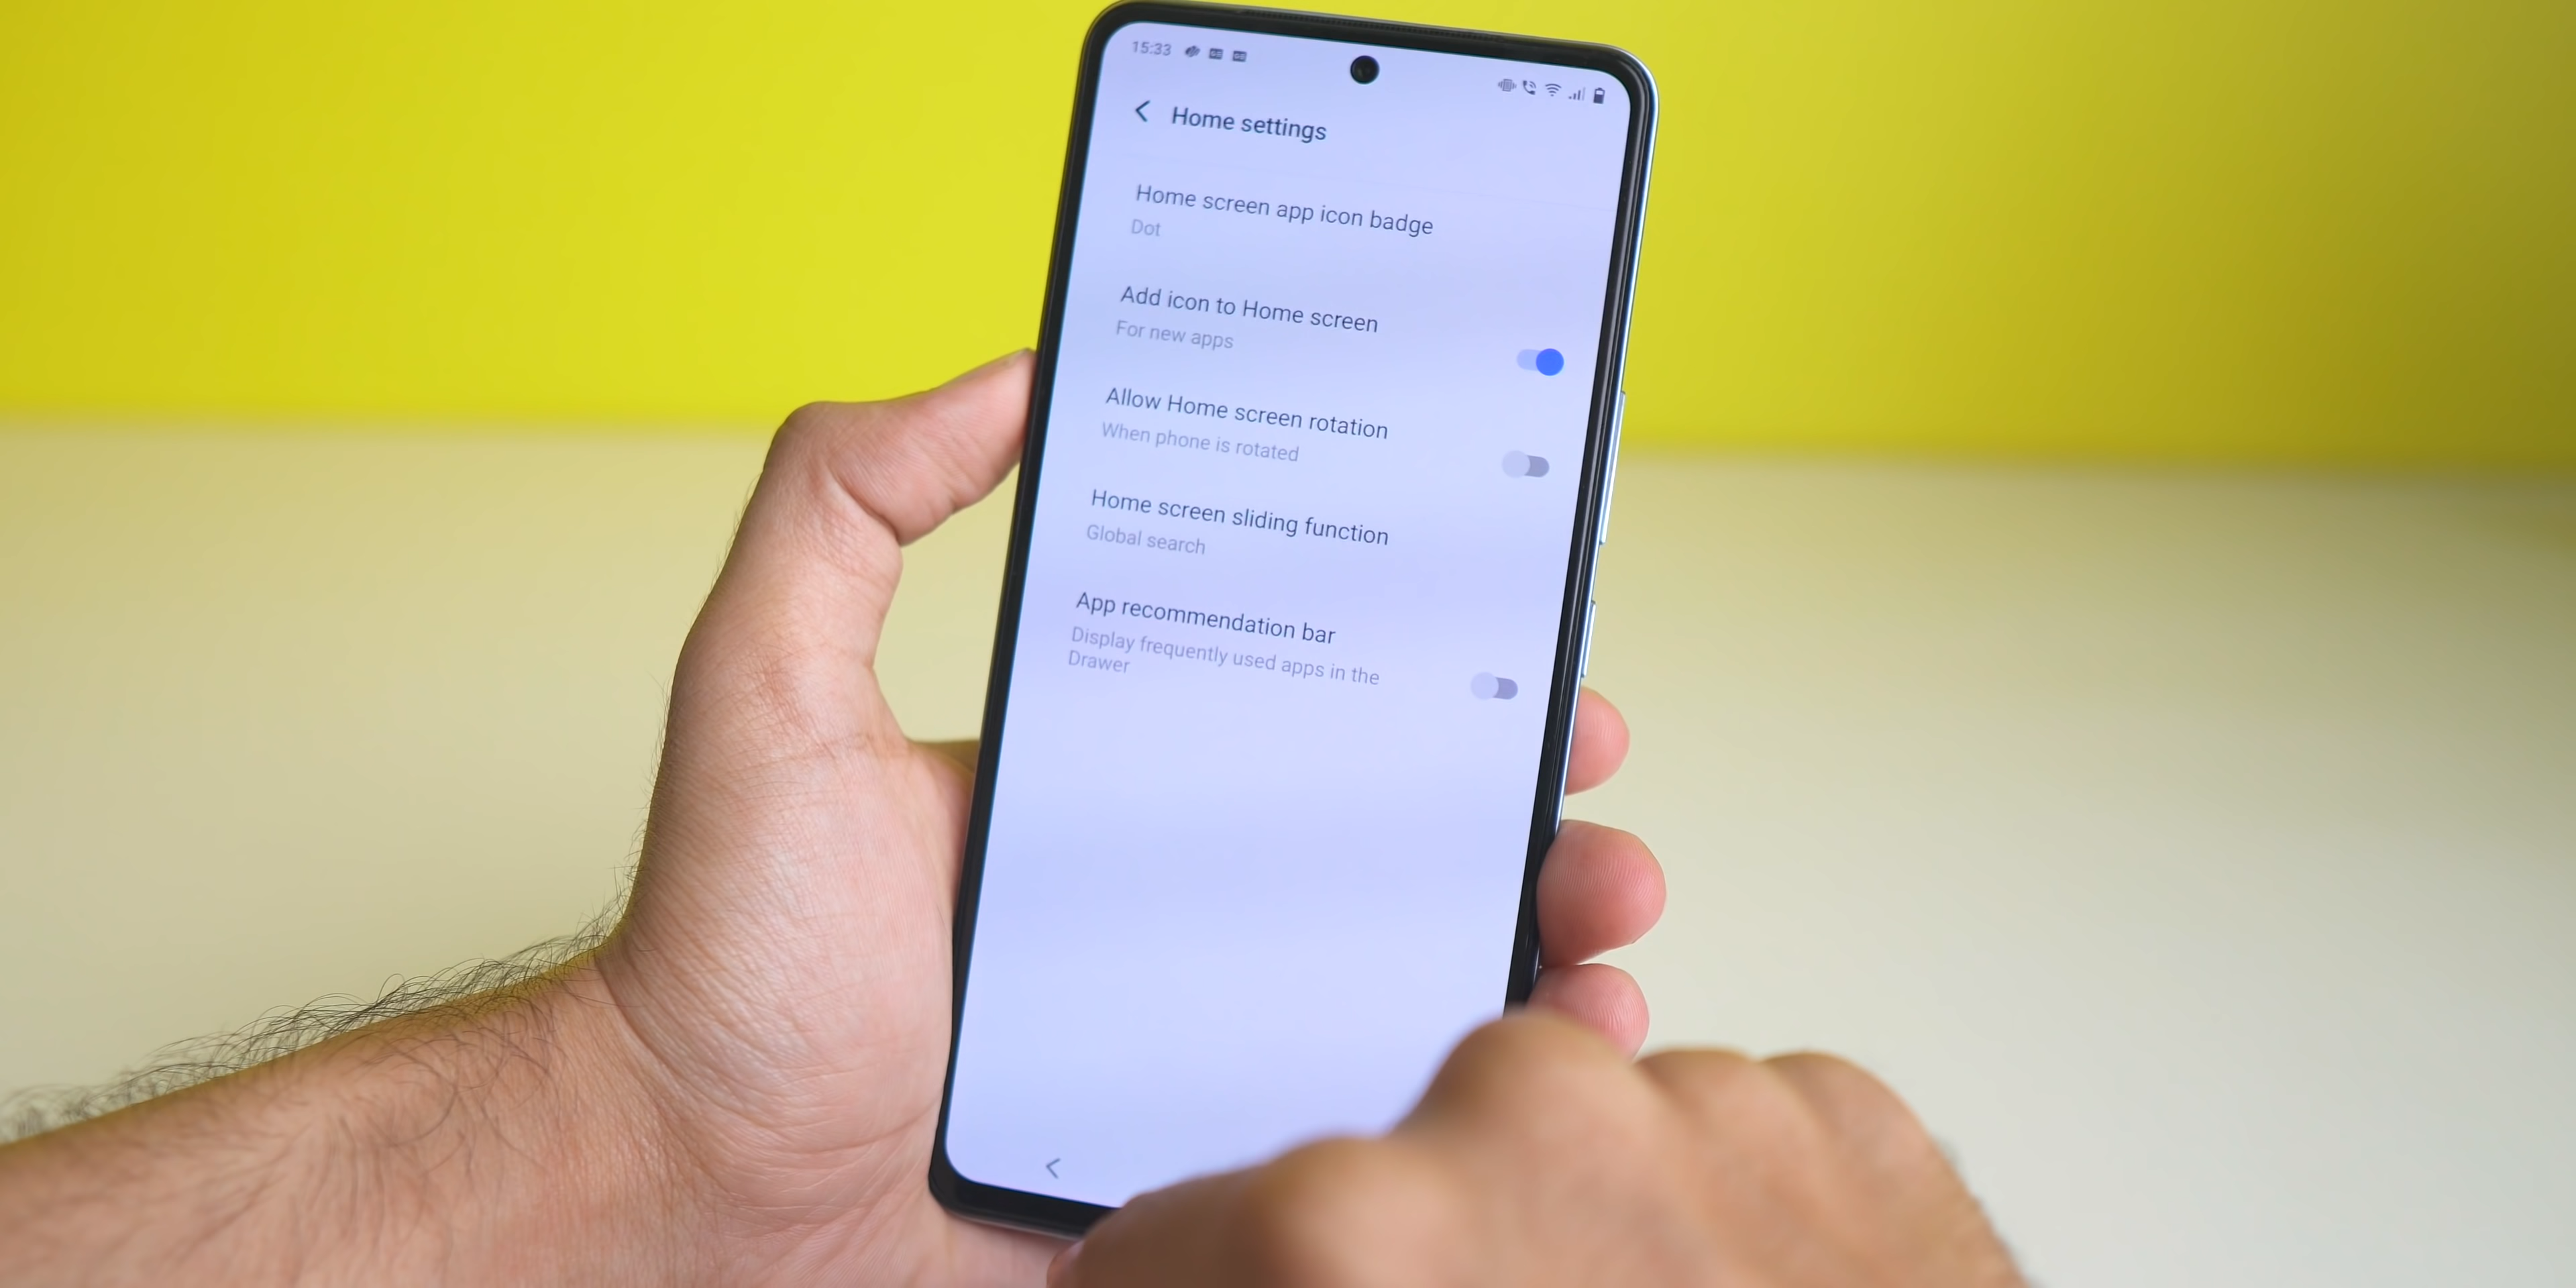 15:33
Home settings
Home screen app icon badge
Dot
Add icon to Home screen
For new apps
Allow Home screen rotation
When phone is rotated
Home screen sliding function
Global search
App recommendation bar
Display frequently used apps in the
Drawer